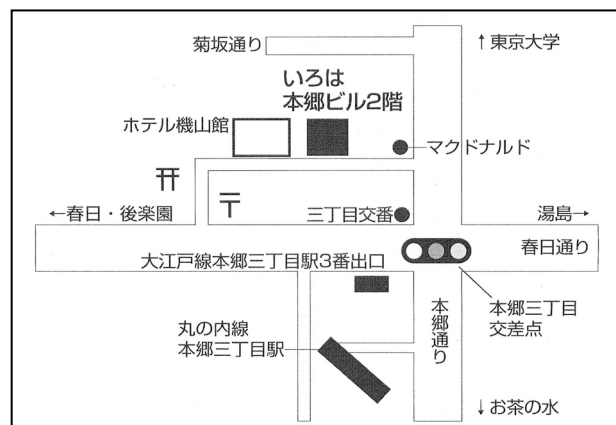 菊坂通り
↑東京大学
いろは
本郷ビル2階
ホテル機山館
マクドナルド
〒
三丁目交番
←春日・後楽園
湯島→
春日通り
大江戸線本郷三丁目駅3番出口
本郷三丁目
交差点
本郷通り
丸の内線
本郷三丁目駅
↓お茶の水